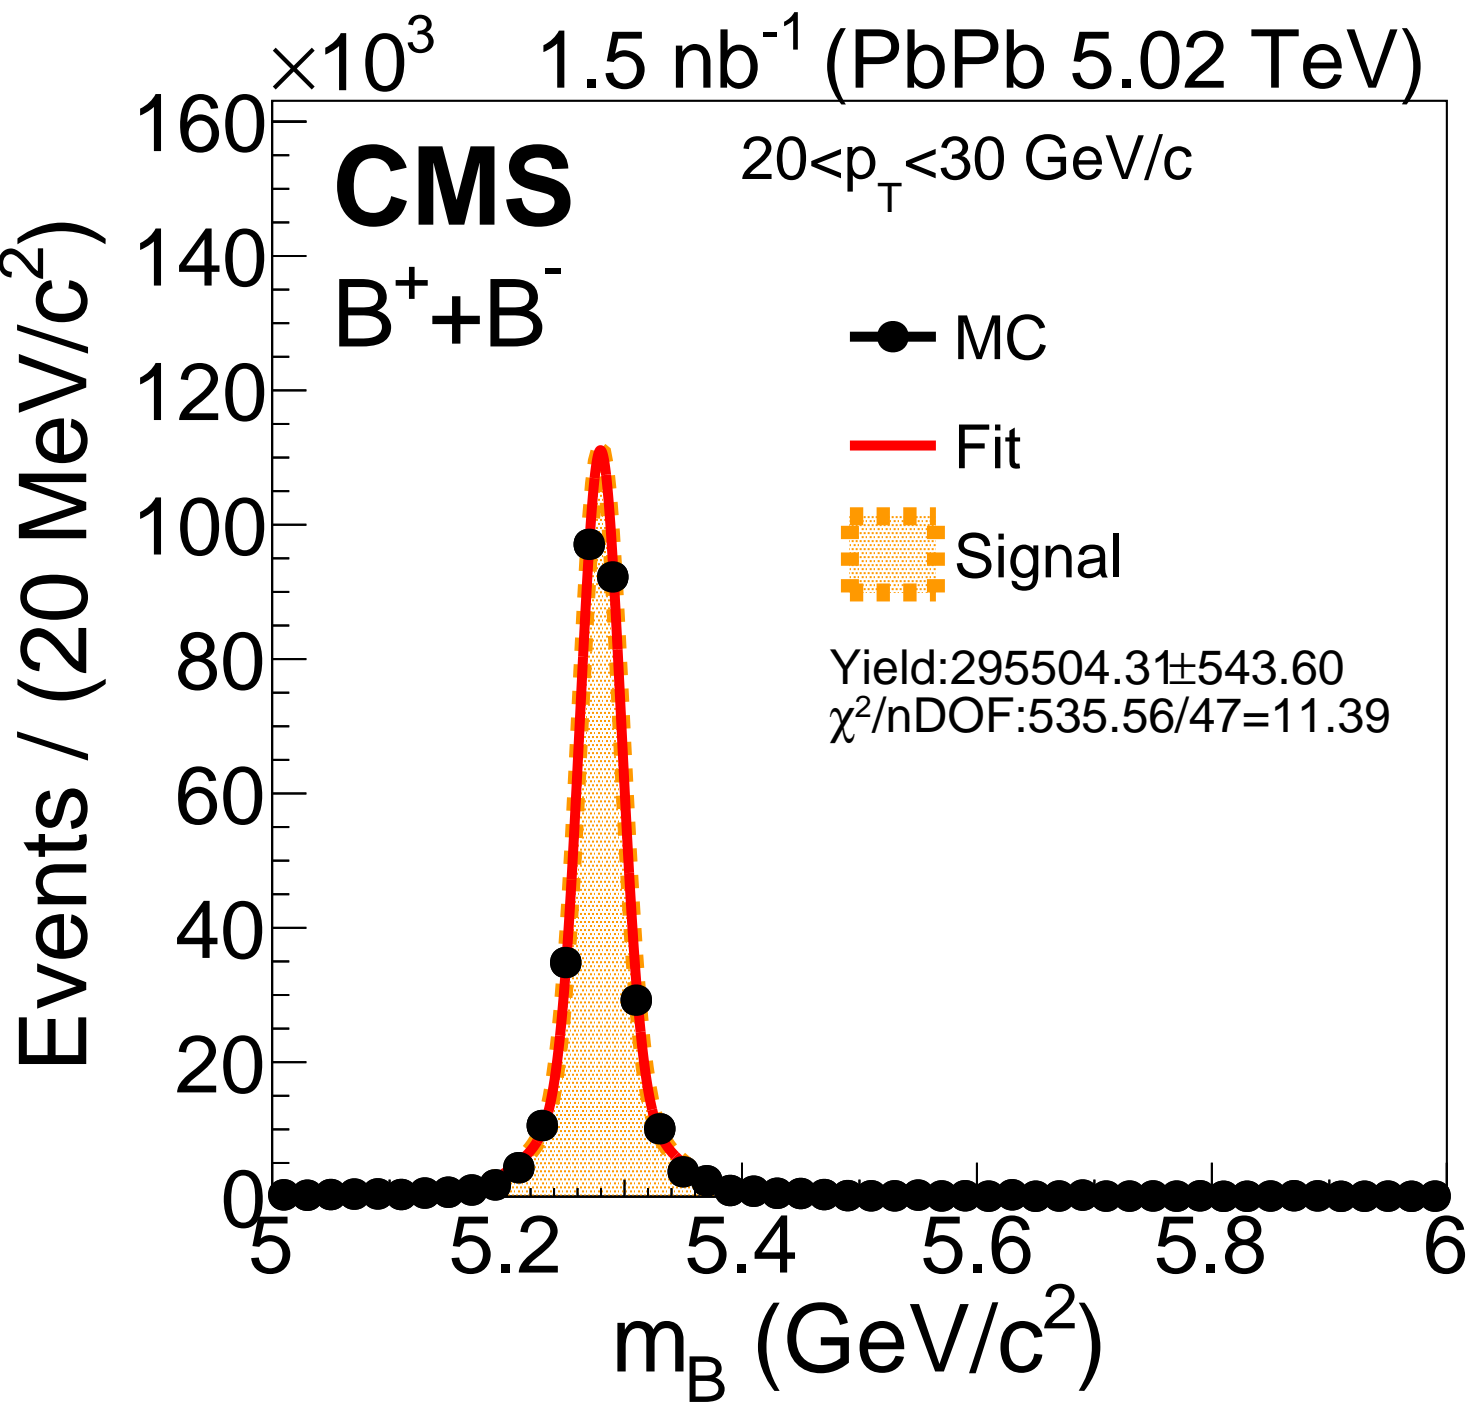 ×10³ 1.5 nb⁻¹ (PbPb 5.02 TeV)
CMS
20<p_T<30 GeV/c
B⁺+B⁻
MC
Fit
Signal
Yield:295504.31±543.60
χ²/nDOF:535.56/47=11.39
Events / (20 MeV/c²)
160
140
120
100
80
60
40
20
0
5 5.2 5.4 5.6 5.8 6
m_B (GeV/c²)